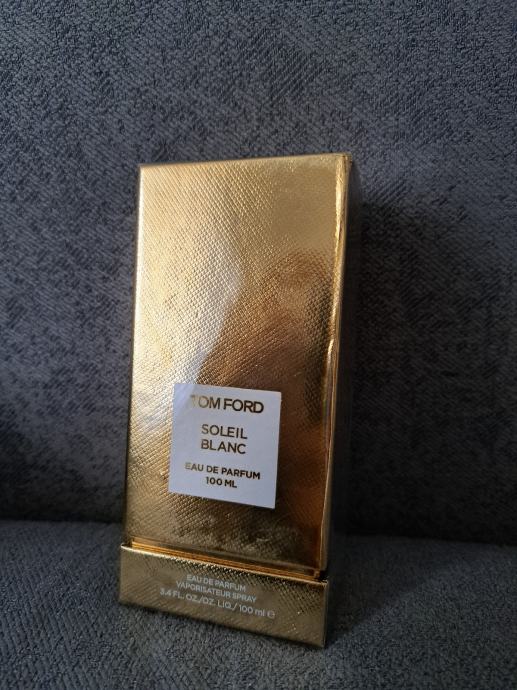 TOM FORD
SOLEIL
BLANC
EAU DE PARFUM
100 ML
EAU DE PARFUM
VAPORISATEUR SPRAY
3.4 FL. OZ./OZ. LIQ./100 ml ℮